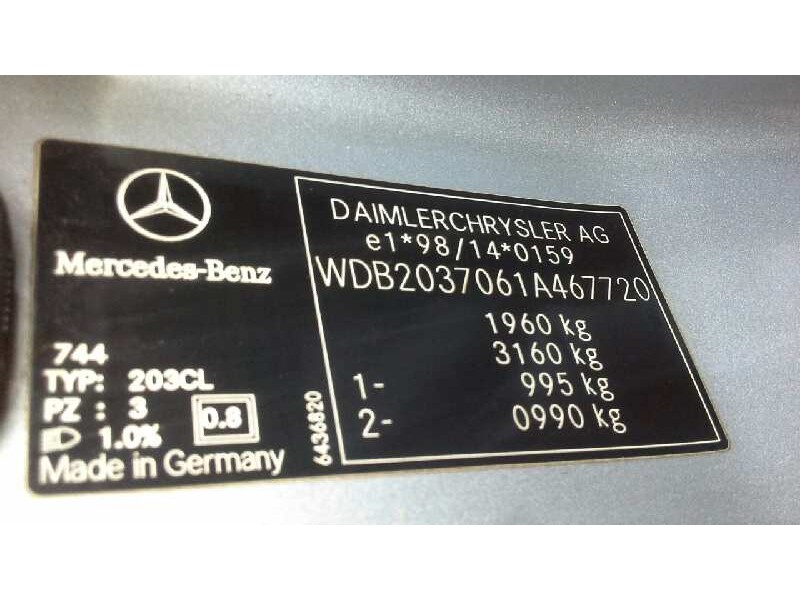 Mercedes-Benz
744
TYP: 203CL
PZ : 3
0.8
1.0%
Made in Germany
6436820
DAIMLERCHRYSLER AG
e1*98/14*0159
WDB2037061A467720
1960 kg
3160 kg
1- 995 kg
2- 0990 kg